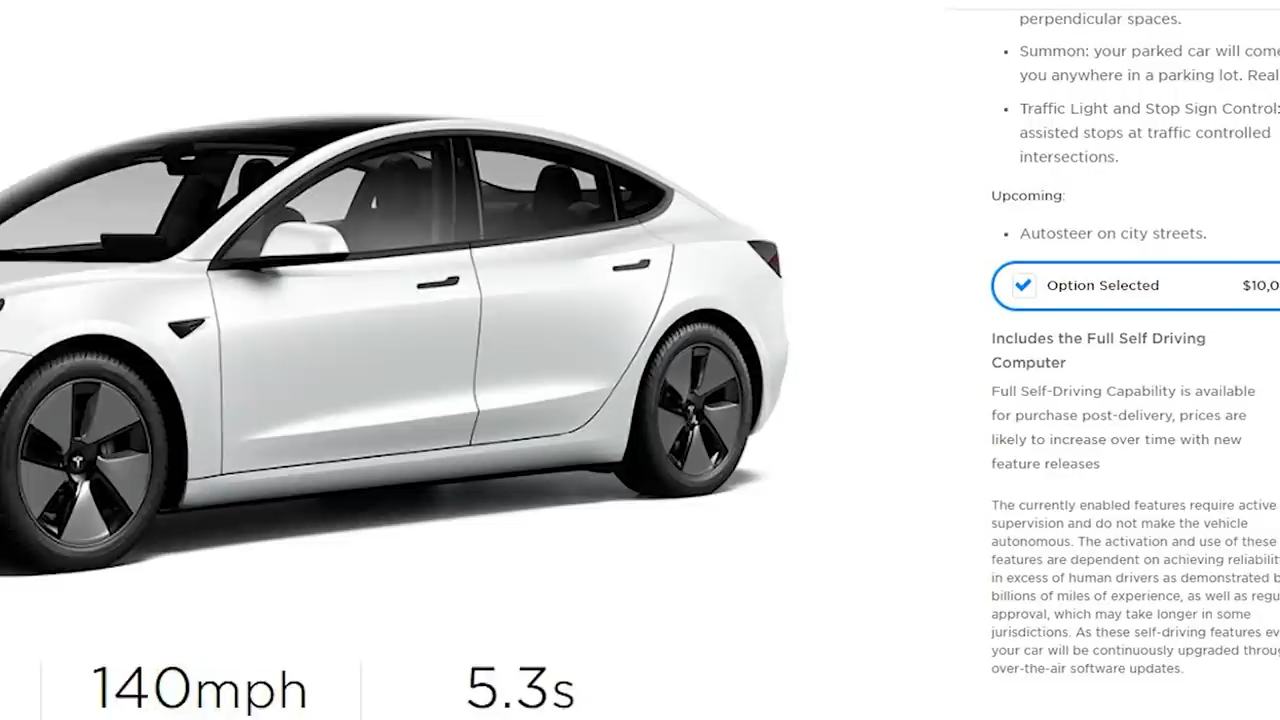 perpendicular spaces.
Summon: your parked car will come
you anywhere in a parking lot. Real
Traffic Light and Stop Sign Control:
assisted stops at traffic controlled
intersections.
Upcoming:
Autosteer on city streets.
Option Selected $10,0
Includes the Full Self Driving
Computer
Full Self-Driving Capability is available
for purchase post-delivery, prices are
likely to increase over time with new
feature releases
The currently enabled features require active
supervision and do not make the vehicle
autonomous. The activation and use of these
features are dependent on achieving reliability
in excess of human drivers as demonstrated b
billions of miles of experience, as well as regu
approval, which may take longer in some
jurisdictions. As these self-driving features ev
your car will be continuously upgraded throug
over-the-air software updates.
140mph 5.3s